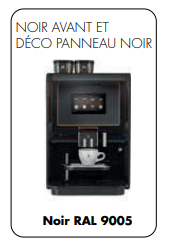 NOIR AVANT ET
DÉCO PANNEAU NOIR
Noir RAL 9005